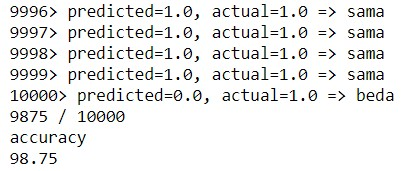 9996> predicted=1.0, actual=1.0 => sama
9997> predicted=1.0, actual=1.0 => sama
9998> predicted=1.0, actual=1.0 => sama
9999> predicted=1.0, actual=1.0 => sama
10000> predicted=0.0, actual=1.0 => beda
9875 / 10000
accuracy
98.75